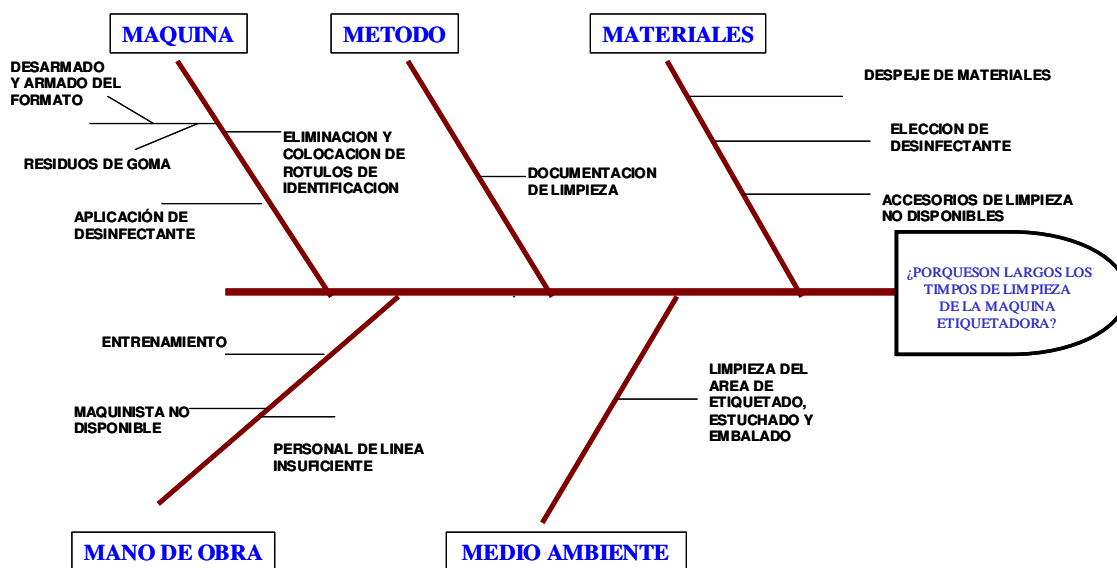 MAQUINA
METODO
MATERIALES
DESARMADO
Y ARMADO DEL
FORMATO
RESIDUOS DE GOMA
ELIMINACION Y
COLOCACION DE
ROTULOS DE
IDENTIFICACION
APLICACIÓN DE
DESINFECTANTE
DOCUMENTACION
DE LIMPIEZA
DESPEJE DE MATERIALES
ELECCION DE
DESINFECTANTE
ACCESORIOS DE LIMPIEZA
NO DISPONIBLES
¿PORQUESON LARGOS LOS
TIMPOS DE LIMPIEZA
DE LA MAQUINA
ETIQUETADORA?
ENTRENAMIENTO
MAQUINISTA NO
DISPONIBLE
PERSONAL DE LINEA
INSUFICIENTE
LIMPIEZA DEL
AREA DE
ETIQUETADO,
ESTUCHADO Y
EMBALADO
MANO DE OBRA
MEDIO AMBIENTE